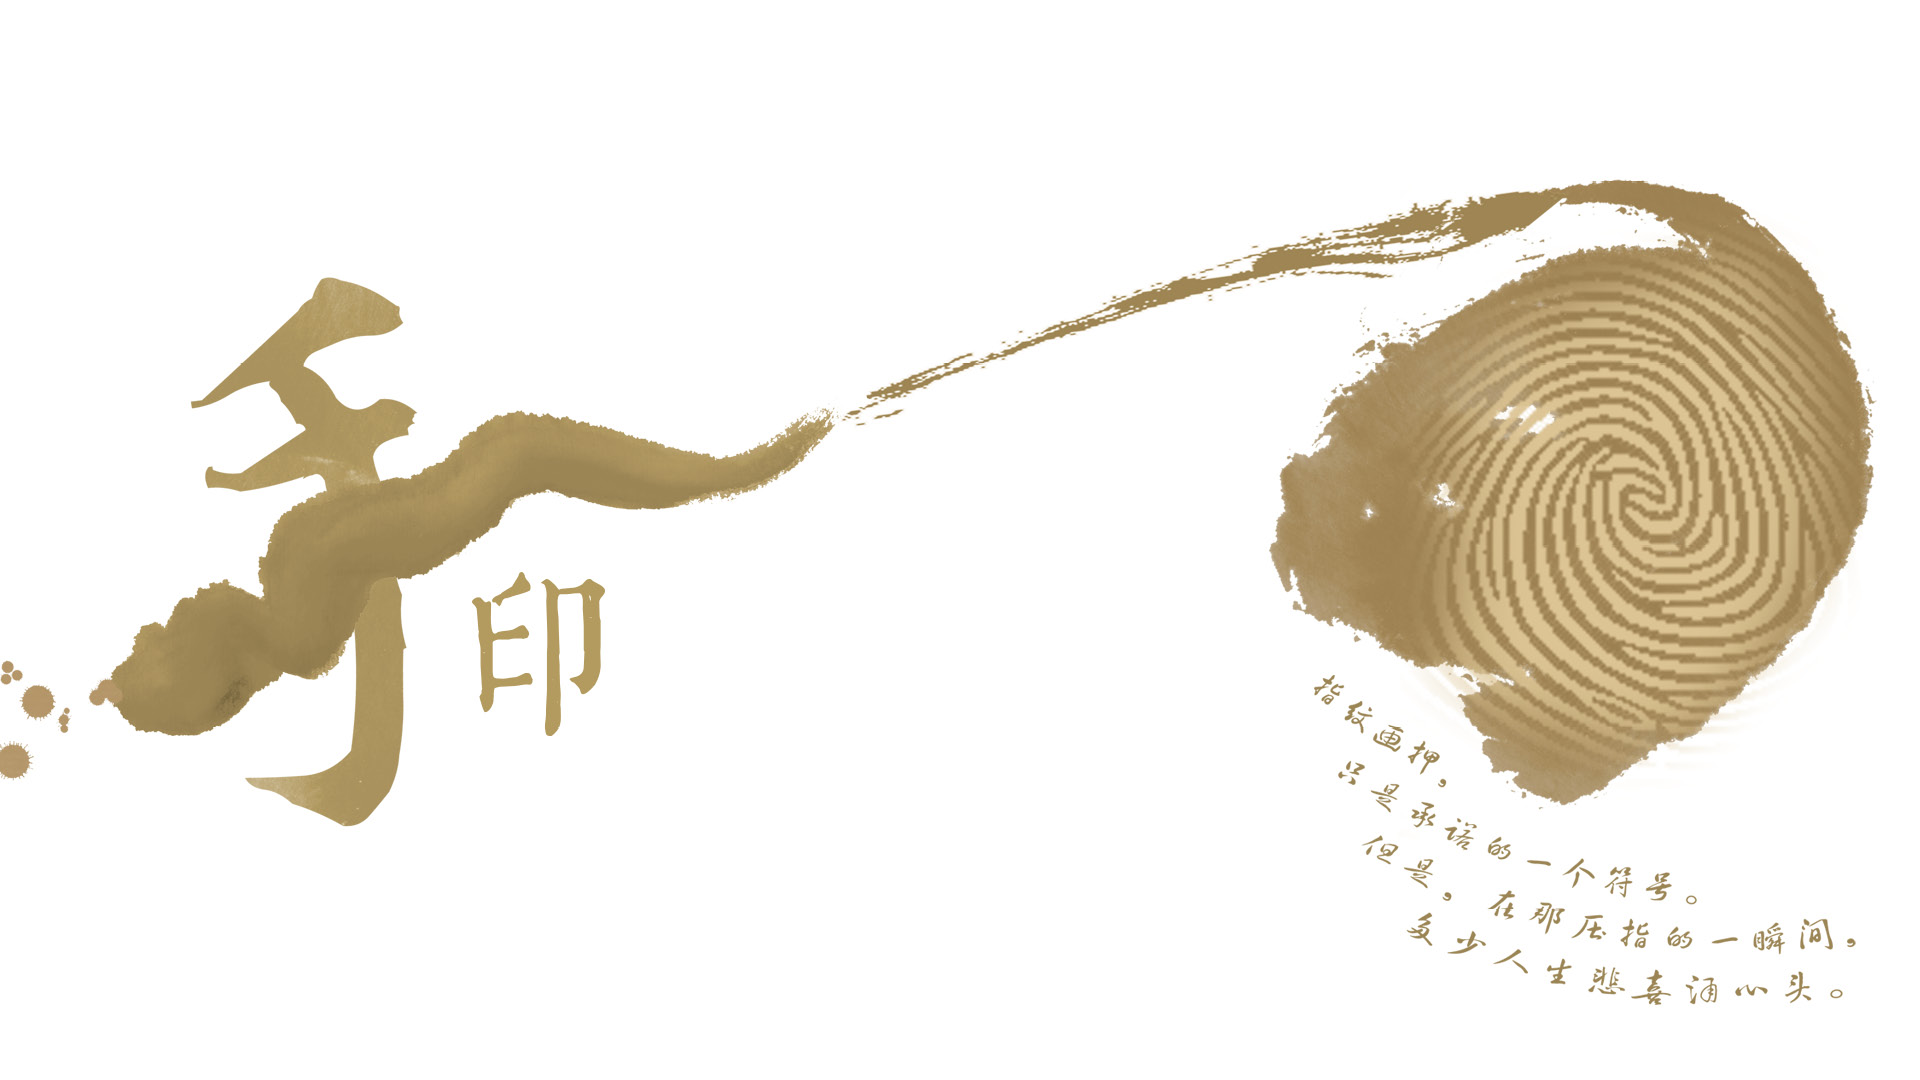 手印
指纹画押，
只是承诺的一个符号。
但是，在那压指的一瞬间，
多少人生悲喜涌心头。